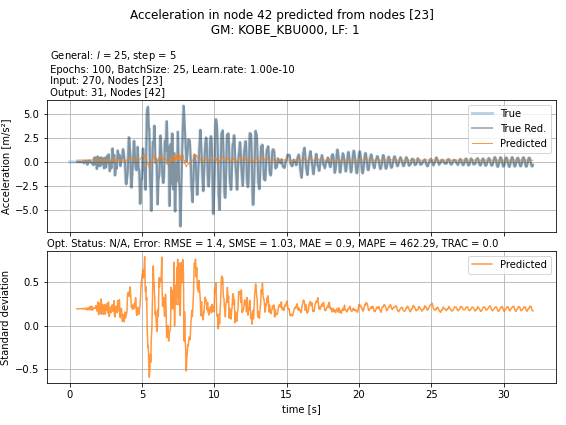 Acceleration in node 42 predicted from nodes [23]
GM: KOBE_KBU000, LF: 1
General: l = 25, step = 5
Epochs: 100, BatchSize: 25, Learn.rate: 1.00e-10
Input: 270, Nodes [23]
Output: 31, Nodes [42]
Acceleration [m/s²]
5.0
2.5
0.0
−2.5
−5.0
True
True Red.
Predicted
Opt. Status: N/A, Error: RMSE = 1.4, SMSE = 1.03, MAE = 0.9, MAPE = 462.29, TRAC = 0.0
Standard deviation
0.5
0.0
−0.5
Predicted
0 5 10 15 20 25 30
time [s]